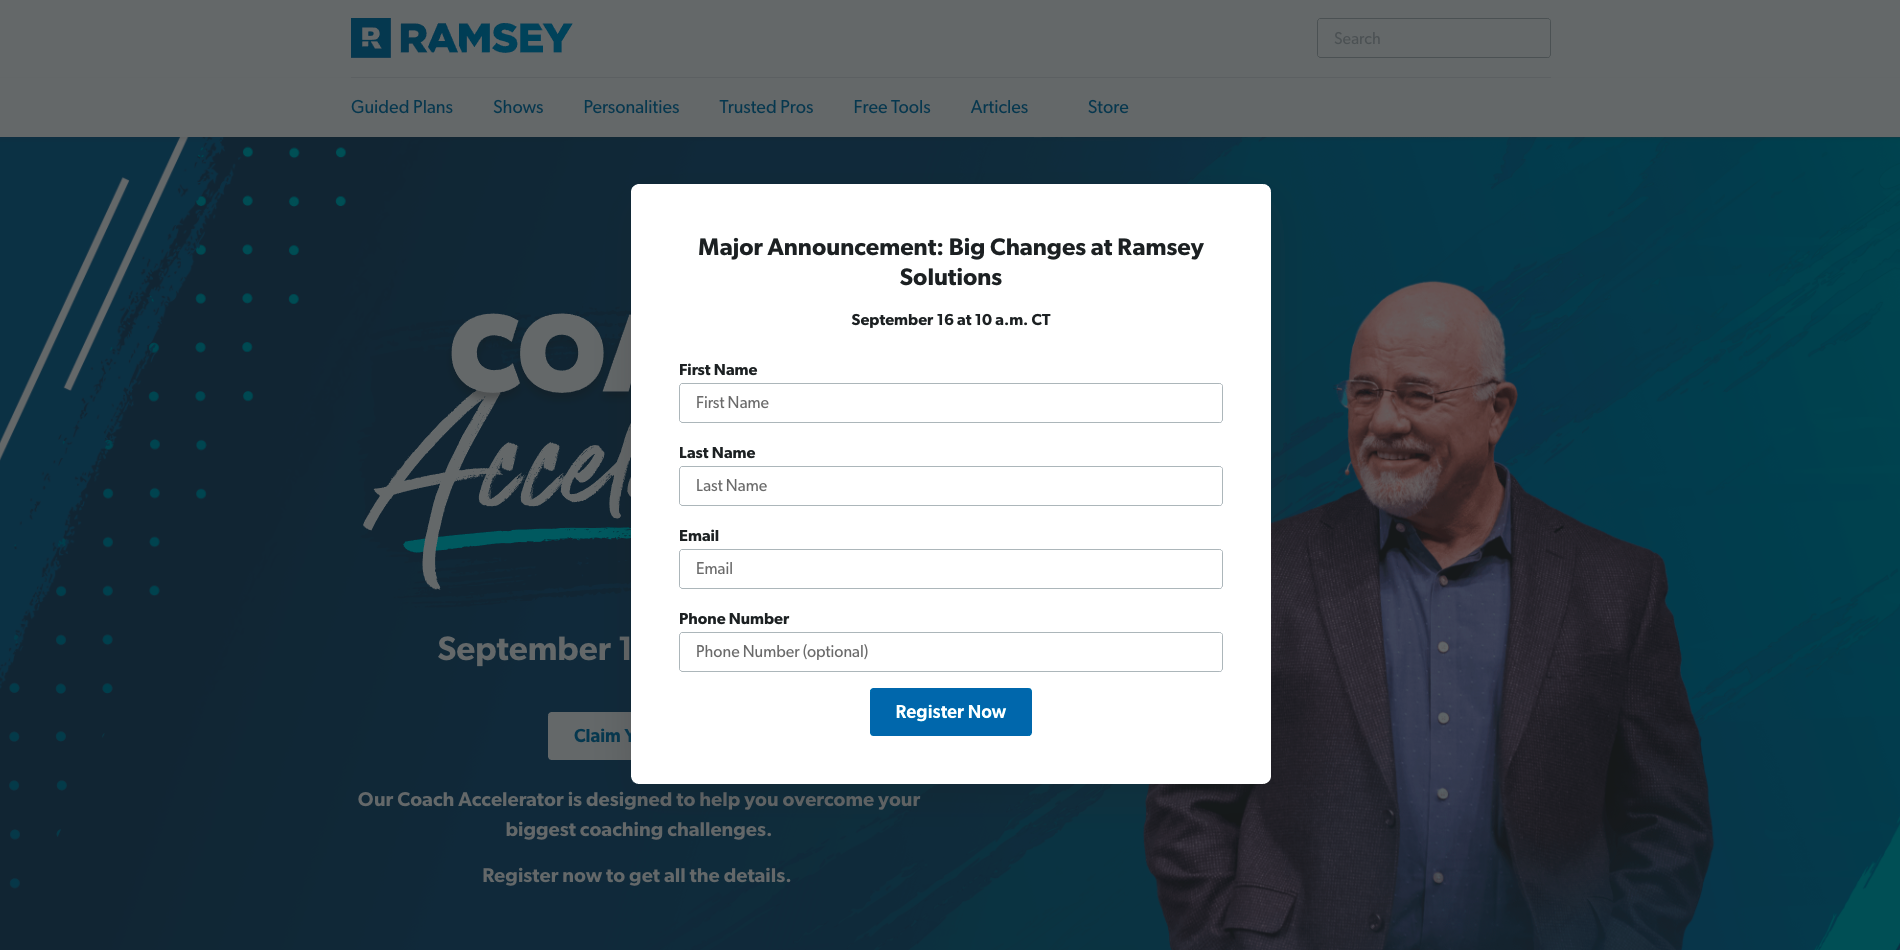 RAMSEY
Search
Guided Plans
Shows
Personalities
Trusted Pros
Free Tools
Articles
Store
Major Announcement: Big Changes at Ramsey
Solutions
September 16 at 10 a.m. CT
First Name
First Name
Last Name
Last Name
Email
Email
Phone Number
Phone Number (optional)
Register Now
September
Claim
Our Coach Accelerator is designed to help you overcome your
biggest coaching challenges.
Register now to get all the details.